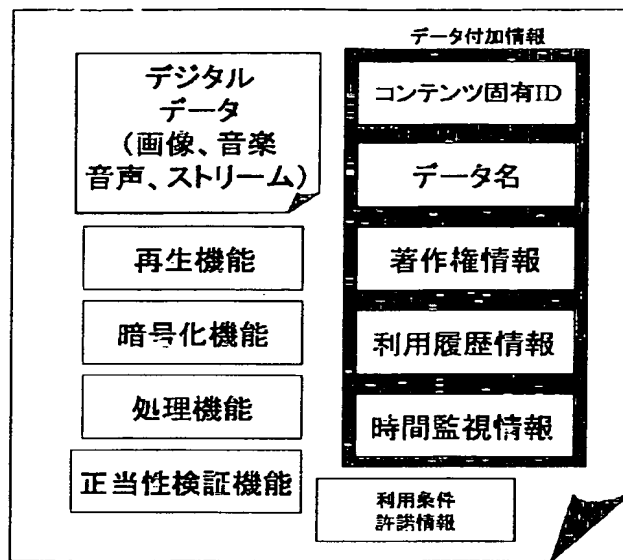 デジタル
データ
（画像、音楽
音声、ストリーム）
再生機能
暗号化機能
処理機能
正当性検証機能
データ付加情報
コンテンツ固有ID
データ名
著作権情報
利用履歴情報
時間監視情報
利用条件
許諾情報